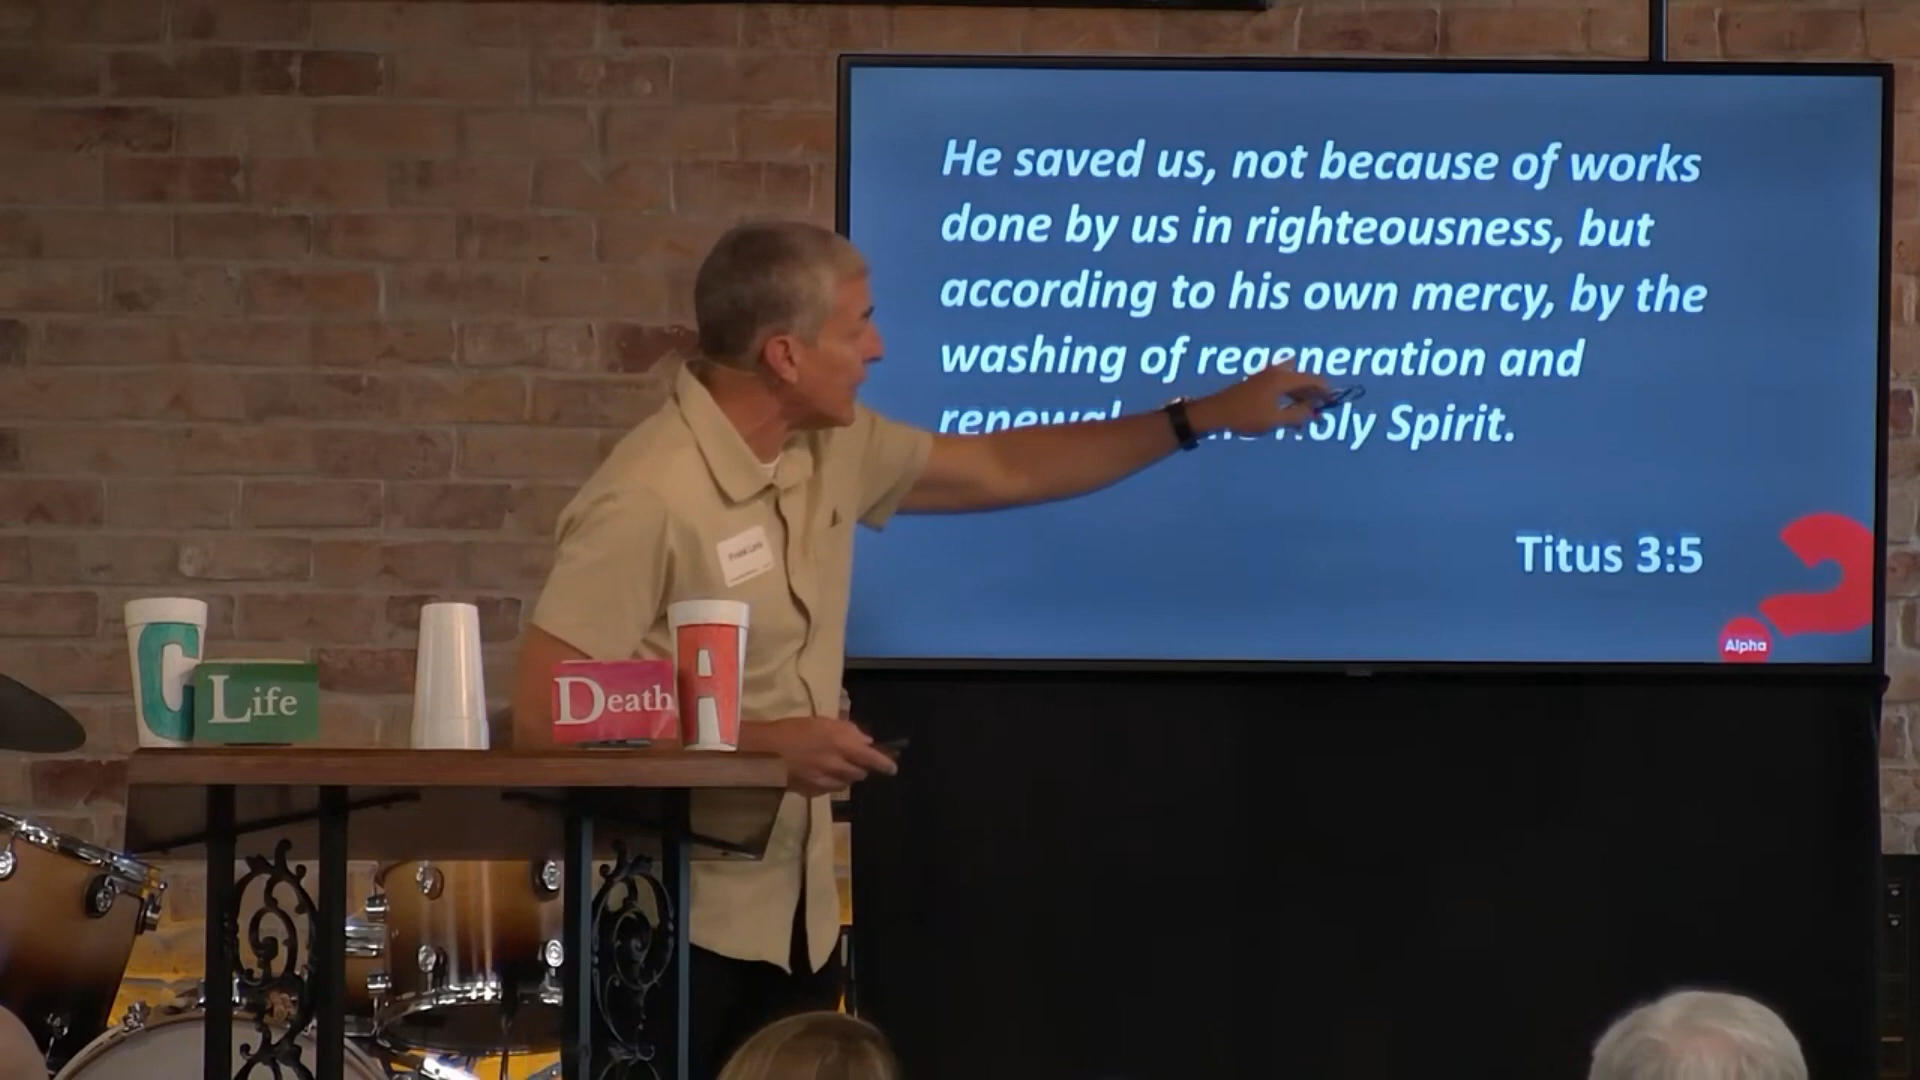 He saved us, not because of works
done by us in righteousness, but
according to his own mercy, by the
washing of regeneration and
renewal Holy Spirit.
Titus 3:5
Alpha
C
Life
Death
A